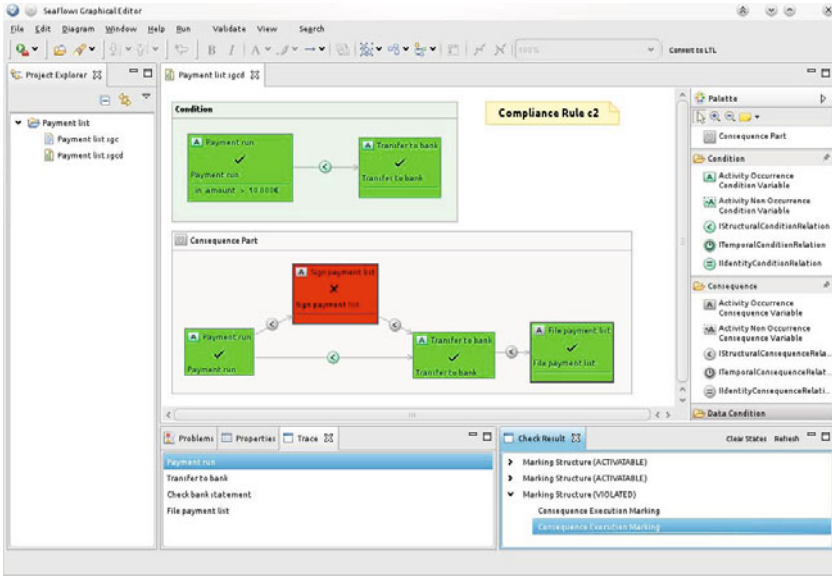 SeaFlows Graphical Editor
File Edit Diagram Window Help Run Validate View Search
B I A 100% Convert to LTL
Project Explorer
Payment list
Payment list.sgc
Payment list.sgcd
Payment list.sgcd
Condition
Compliance Rule c2
A Payment run
Payment run
in_amount > 10.000€
A Transfer to bank
Transfer to bank
Consequence Part
A Sign payment list
Sign payment list
A Payment run
Payment run
A Transfer to bank
Transfer to bank
A File payment list
File payment list
Palette
Consequence Part
Condition
Activity Occurrence
Condition Variable
Activity Non Occurrence
Condition Variable
IStructuralConditionRelation
ITemporalConditionRelation
IIdentityConditionRelation
Consequence
Activity Occurrence
Consequence Variable
Activity Non Occurrence
Consequence Variable
IStructuralConsequenceRela...
ITemporalConsequenceRelat...
IIdentityConsequenceRelati...
Data Condition
Problems Properties Trace
Payment run
Transfer to bank
Check bank statement
File payment list
Check Result Clear States Refresh
Marking Structure (ACTIVATABLE)
Marking Structure (ACTIVATABLE)
Marking Structure (VIOLATED)
Consequence Execution Marking
Consequence Execution Marking